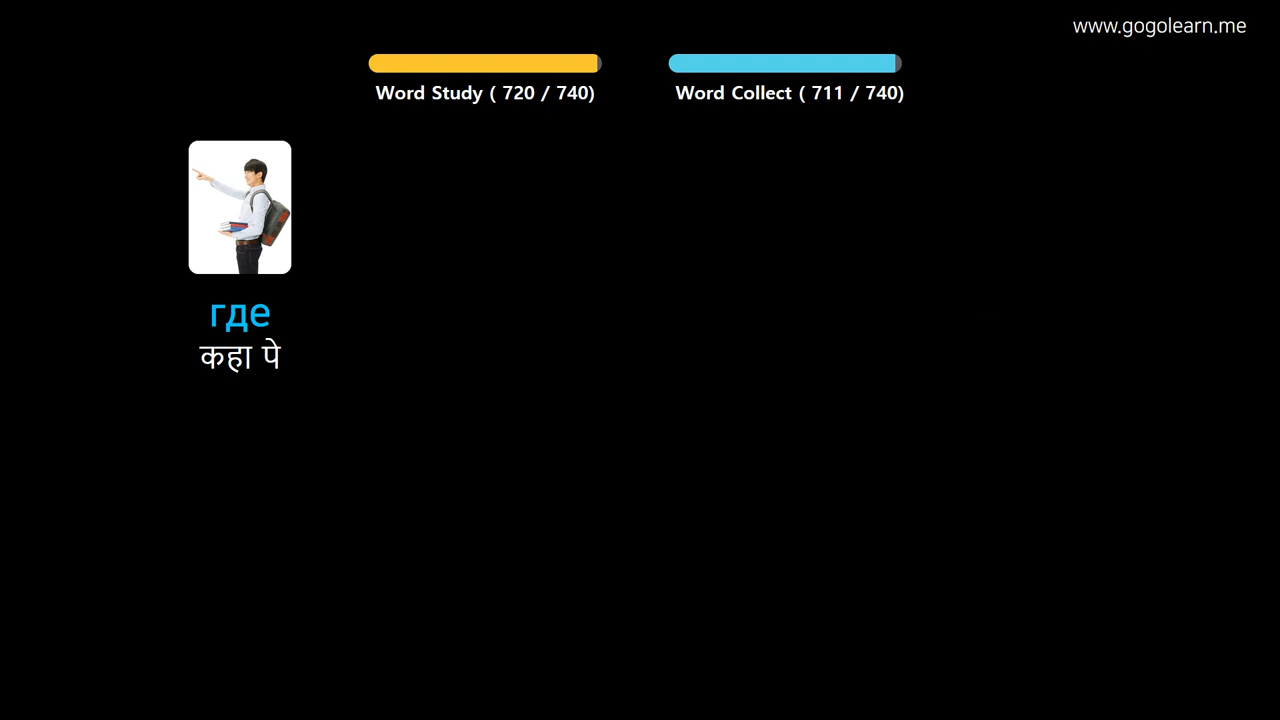 www.gogolearn.me
Word Study ( 720 / 740)
Word Collect ( 711 / 740)
где
कहा पे